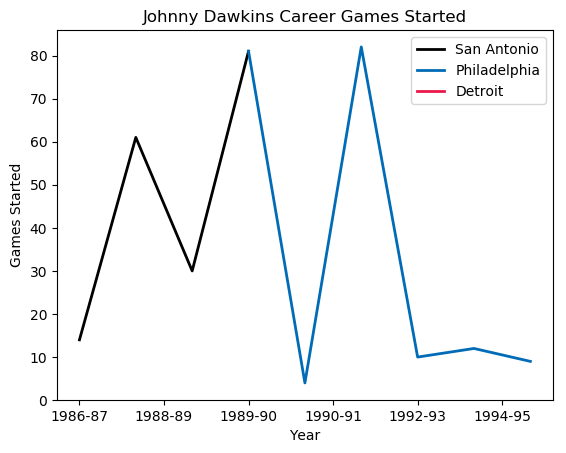 Johnny Dawkins Career Games Started
San Antonio
Philadelphia
Detroit
Games Started
80
70
60
50
40
30
20
10
0
1986-87 1988-89 1989-90 1990-91 1992-93 1994-95
Year